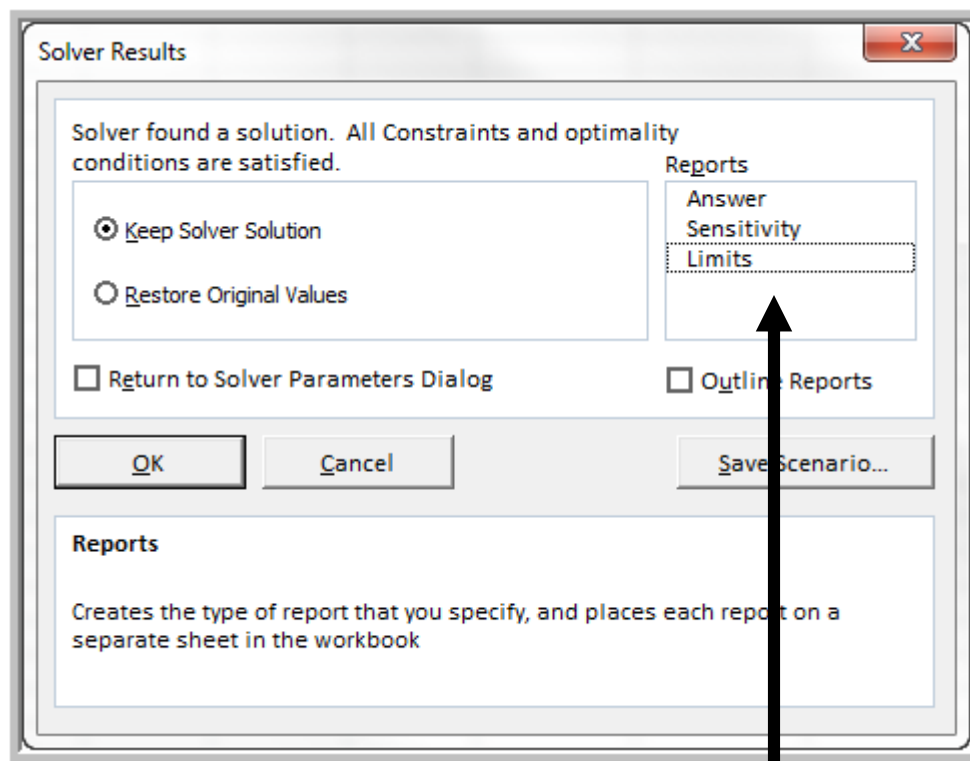 Solver Results
Solver found a solution. All Constraints and optimality
conditions are satisfied.
Reports
Answer
Sensitivity
Limits
Keep Solver Solution
Restore Original Values
Return to Solver Parameters Dialog
Outline Reports
OK
Cancel
Save Scenario...
Reports
Creates the type of report that you specify, and places each report on a
separate sheet in the workbook